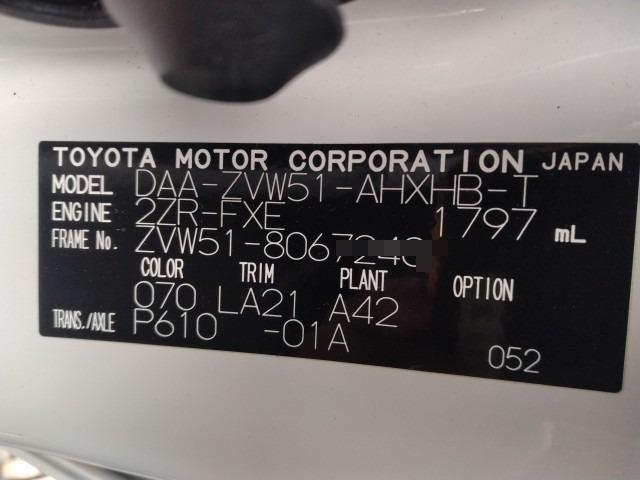 TOYOTA MOTOR CORPORATION JAPAN
MODEL DAA-ZVW51-AHXHB-T
ENGINE 2ZR-FXE 1797 mL
FRAME No. ZVW51-8067
COLOR TRIM PLANT OPTION
070 LA21 A42
TRANS./AXLE P610 -01A
052